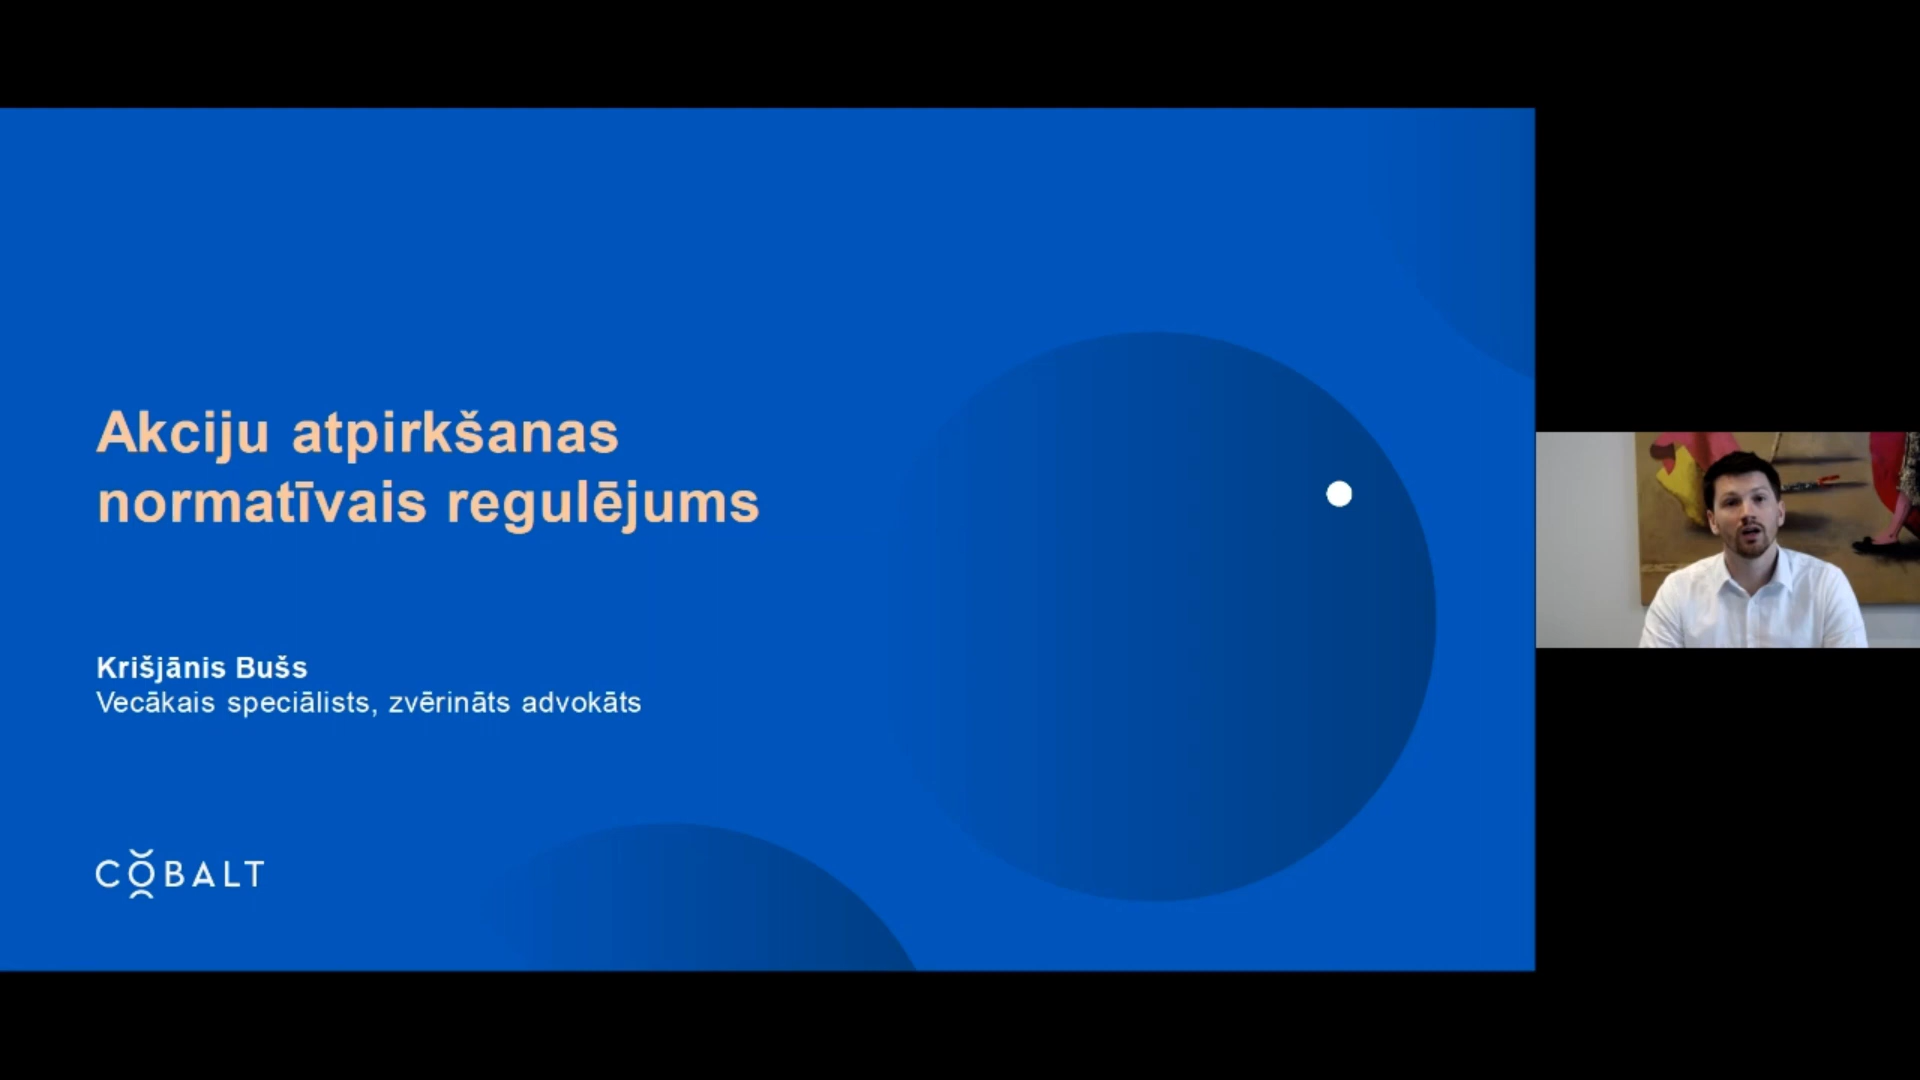 Akciju atpirkšanas
normatīvais regulējums
Krišjānis Bušs
Vecākais speciālists, zvērināts advokāts
COBALT